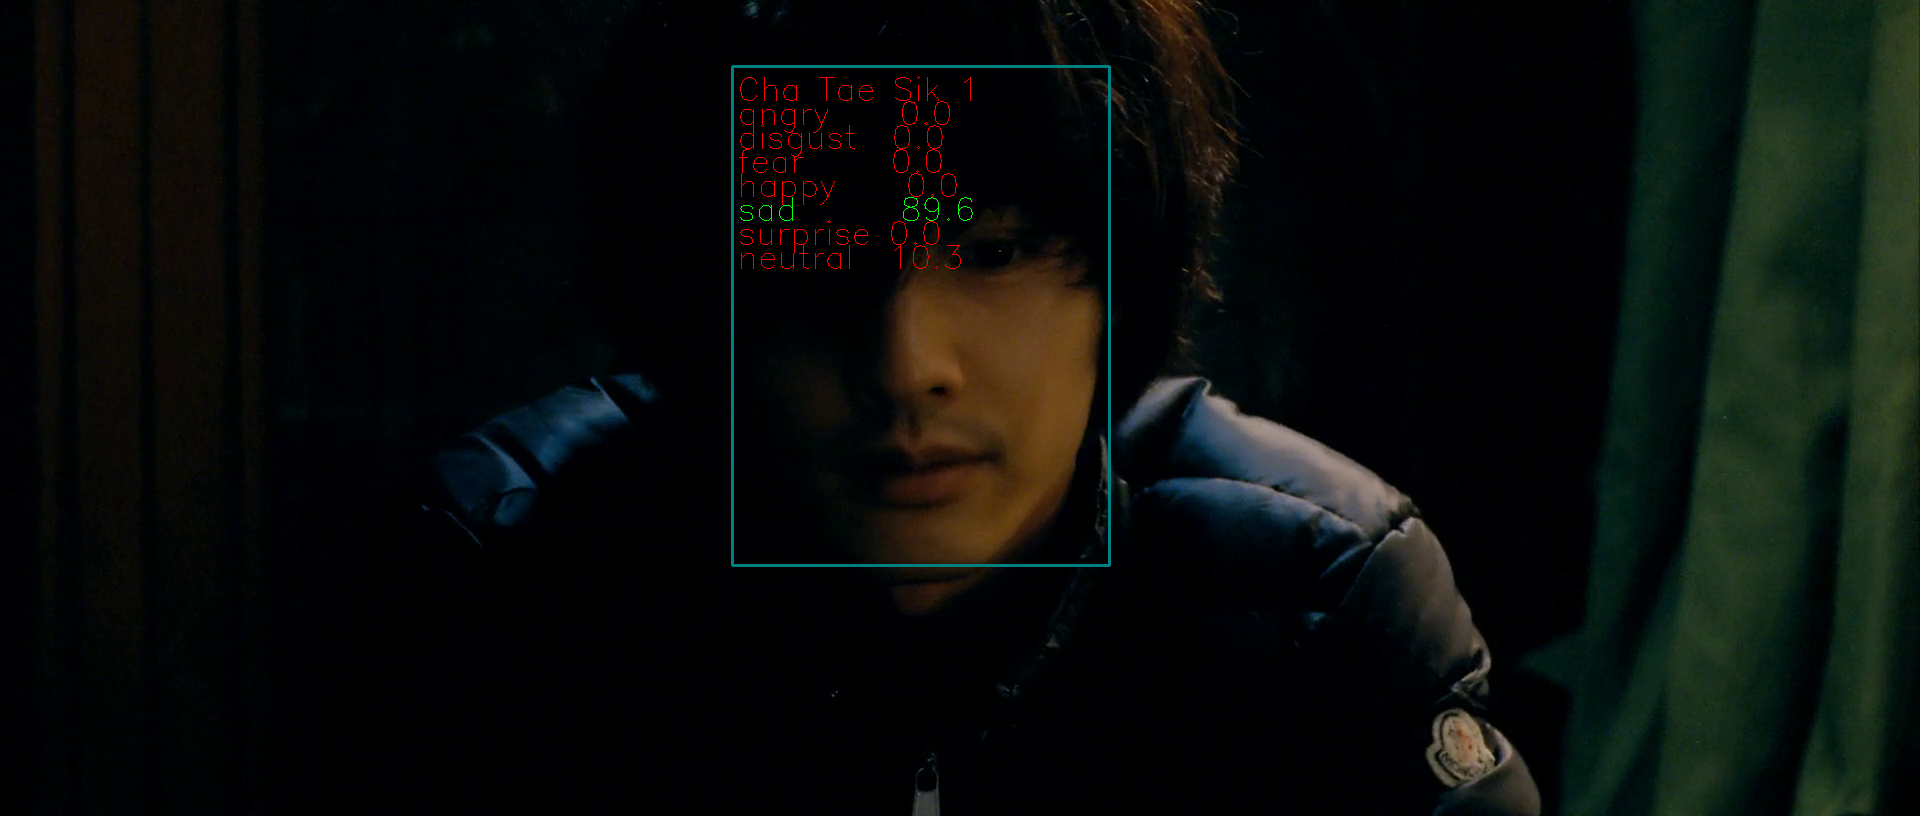 Cha Tae Sik 1
angry 0.0
disgust 0.0
fear 0.0
happy 0.0
sad 89.6
surprise 0.0
neutral 10.3